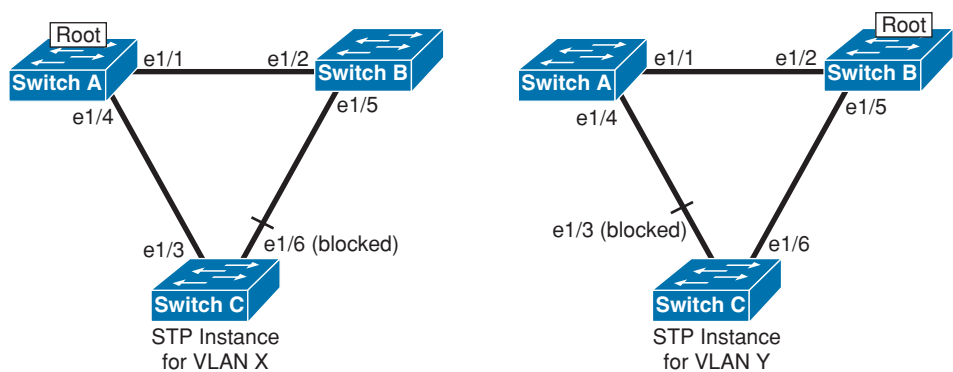 Root
e1/1
e1/2
Switch A
Switch B
e1/4
e1/5
e1/3
e1/6 (blocked)
Switch C
STP Instance
for VLAN X
Root
e1/1
e1/2
Switch A
Switch B
e1/4
e1/5
e1/3 (blocked)
e1/6
Switch C
STP Instance
for VLAN Y